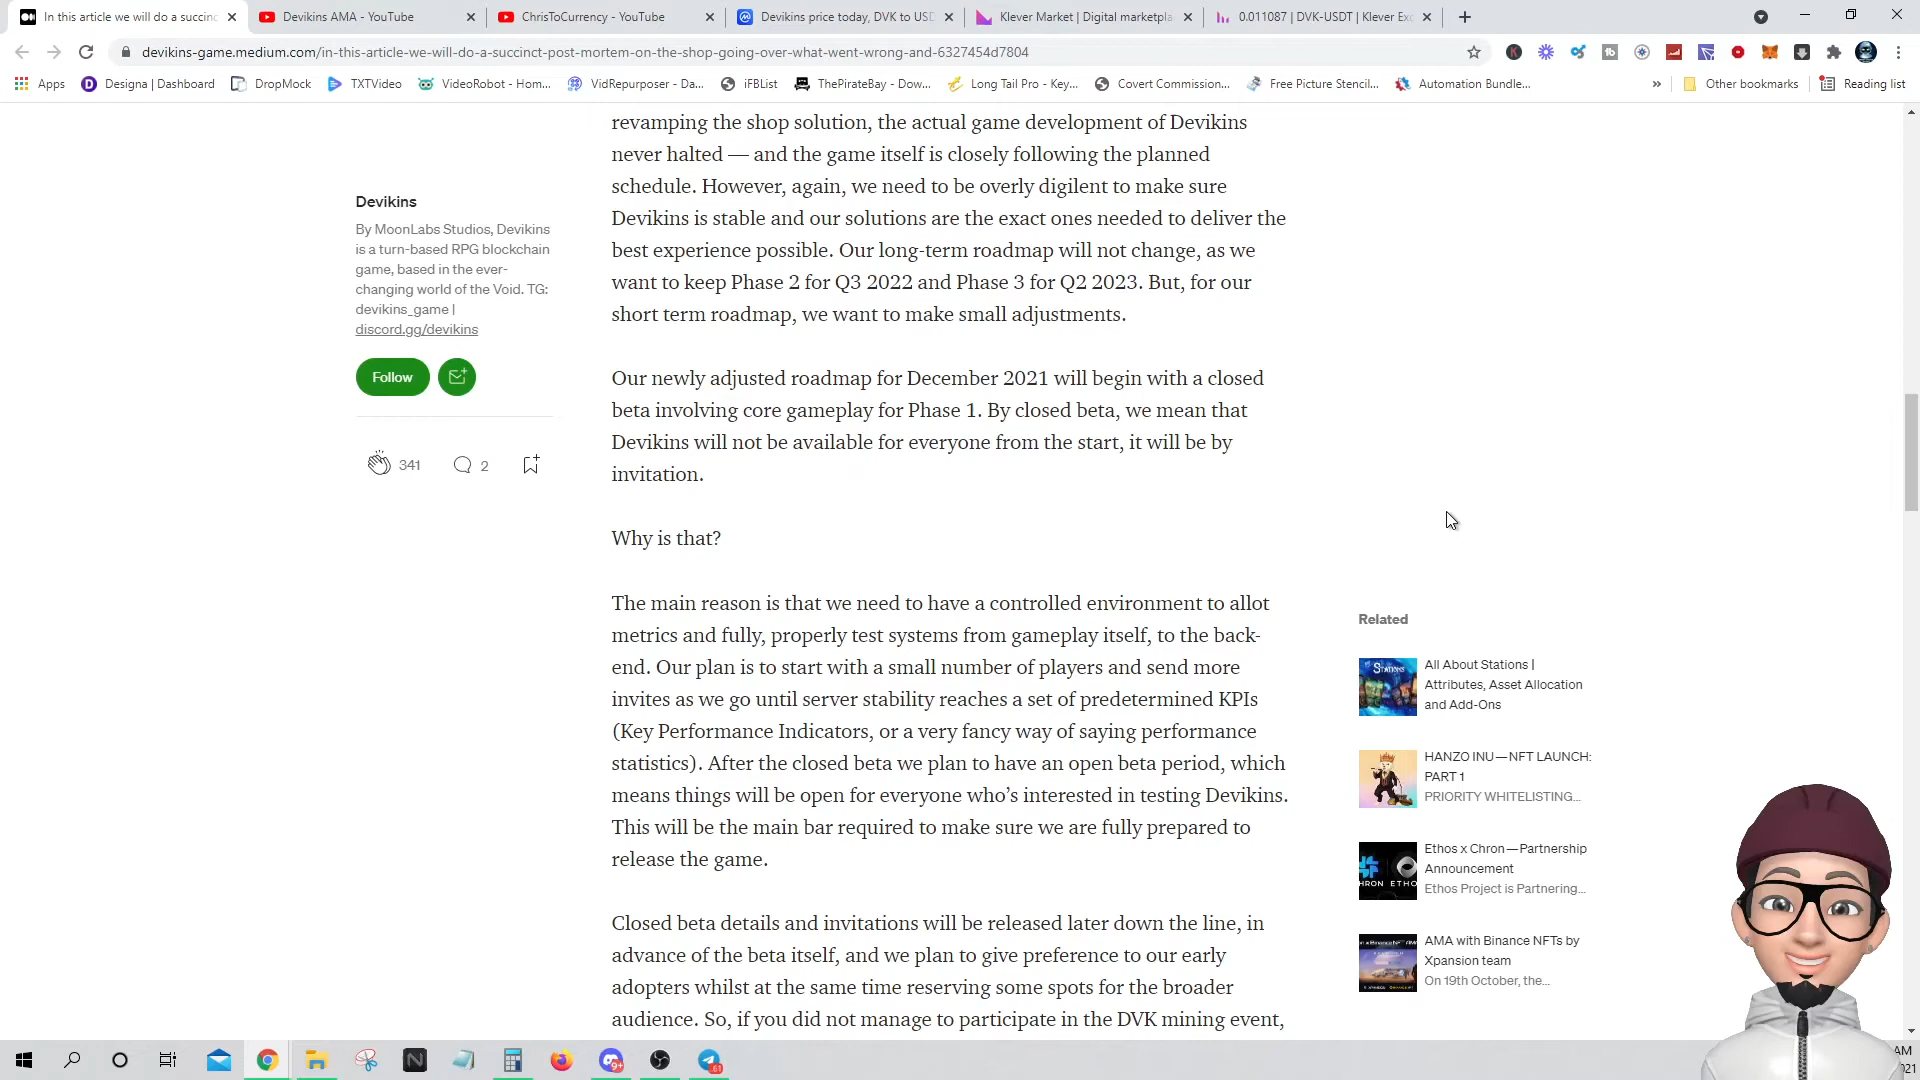 In this article we will do a succinc
Devikins AMA - YouTube
ChrisToCurrency - YouTube
Devikins price today, DVK to USD
Klever Market | Digital marketpla
0.011087 | DVK-USDT | Klever Exc
devikins-game.medium.com/in-this-article-we-will-do-a-succinct-post-mortem-on-the-shop-going-over-what-went-wrong-and-6327454d7804
Apps
Designa | Dashboard
DropMock
TXTVideo
VideoRobot - Hom...
VidRepurposer - Da...
iFBList
ThePirateBay - Dow...
Long Tail Pro - Key...
Covert Commission...
Free Picture Stencil...
Automation Bundle...
»
Other bookmarks
Reading list
Devikins
By MoonLabs Studios, Devikins
is a turn-based RPG blockchain
game, based in the ever-
changing world of the Void. TG:
devikins_game |
discord.gg/devikins
Follow
341
2
revamping the shop solution, the actual game development of Devikins
never halted — and the game itself is closely following the planned
schedule. However, again, we need to be overly digilent to make sure
Devikins is stable and our solutions are the exact ones needed to deliver the
best experience possible. Our long-term roadmap will not change, as we
want to keep Phase 2 for Q3 2022 and Phase 3 for Q2 2023. But, for our
short term roadmap, we want to make small adjustments.
Our newly adjusted roadmap for December 2021 will begin with a closed
beta involving core gameplay for Phase 1. By closed beta, we mean that
Devikins will not be available for everyone from the start, it will be by
invitation.
Why is that?
The main reason is that we need to have a controlled environment to allot
metrics and fully, properly test systems from gameplay itself, to the back-
end. Our plan is to start with a small number of players and send more
invites as we go until server stability reaches a set of predetermined KPIs
(Key Performance Indicators, or a very fancy way of saying performance
statistics). After the closed beta we plan to have an open beta period, which
means things will be open for everyone who’s interested in testing Devikins.
This will be the main bar required to make sure we are fully prepared to
release the game.
Closed beta details and invitations will be released later down the line, in
advance of the beta itself, and we plan to give preference to our early
adopters whilst at the same time reserving some spots for the broader
audience. So, if you did not manage to participate in the DVK mining event,
Related
All About Stations |
Attributes, Asset Allocation
and Add-Ons
HANZO INU — NFT LAUNCH:
PART 1
PRIORITY WHITELISTING...
Ethos x Chron — Partnership
Announcement
Ethos Project is Partnering...
AMA with Binance NFTs by
Xpansion team
On 19th October, the...
AM